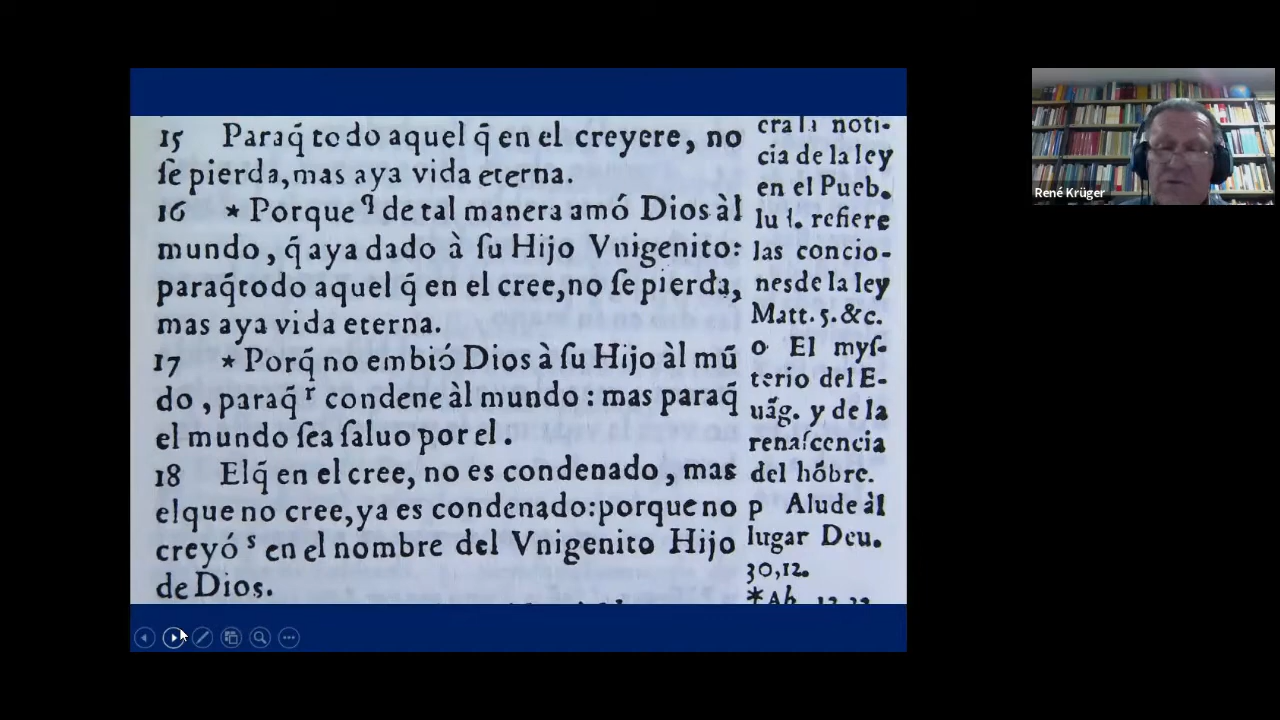 15 Paraq̃ todo aquel q̃ en el creyere, no
ſe pierda, mas aya vida eterna.
16 * Porque q de tal manera amó Dios àl
mundo, q̃ aya dado à ſu Hijo Vnigenito:
paraq̃ todo aquel q̃ en el cree, no ſe pierda,
mas aya vida eterna.
17 * Porq̃ no embió Dios à ſu Hijo àl mũ
do, paraq̃ r condene àl mundo: mas paraq̃
el mundo ſea ſaluo por el.
18 Elq̃ en el cree, no es condenado, mas
elque no cree, ya es condenado: porque no
creyó s en el nombre del Vnigenito Hijo
de Dios.
noti-
cia de la ley
en el Pueb.
refiere
las concio-
nes de la ley
Matt. 5. &c.
o El myſ-
terio del E-
uãg. y de la
renaſcencia
del hõbre.
p Alude àl
lugar Deu.
30,12.
René Krüger